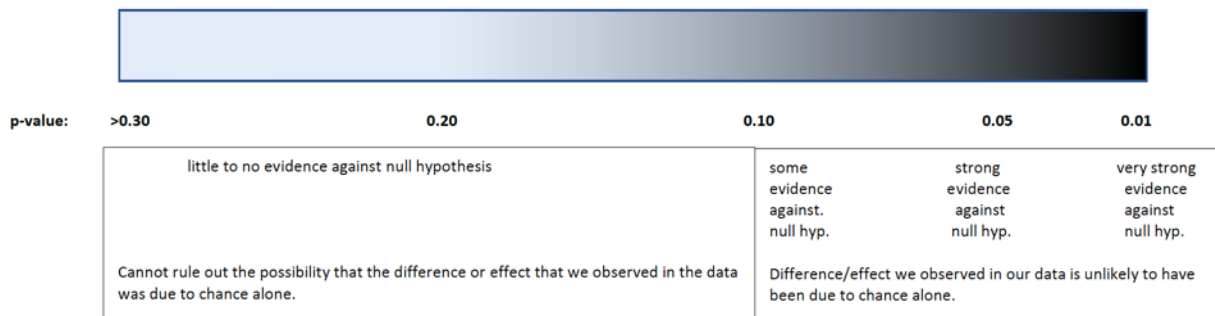 p-value: >0.30 0.20 0.10 0.05 0.01
little to no evidence against null hypothesis
Cannot rule out the possibility that the difference or effect that we observed in the data
was due to chance alone.
some
evidence
against.
null hyp.
strong
evidence
against
null hyp.
very strong
evidence
against
null hyp.
Difference/effect we observed in our data is unlikely to have
been due to chance alone.